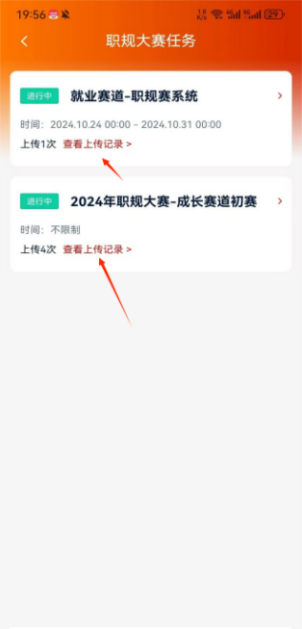 19:56
职规大赛任务
进行中 就业赛道-职规赛系统 >
时间：2024.10.24 00:00 - 2024.10.31 00:00
上传1次 查看上传记录 >
进行中 2024年职规大赛-成长赛道初赛 >
时间：不限制
上传4次 查看上传记录 >